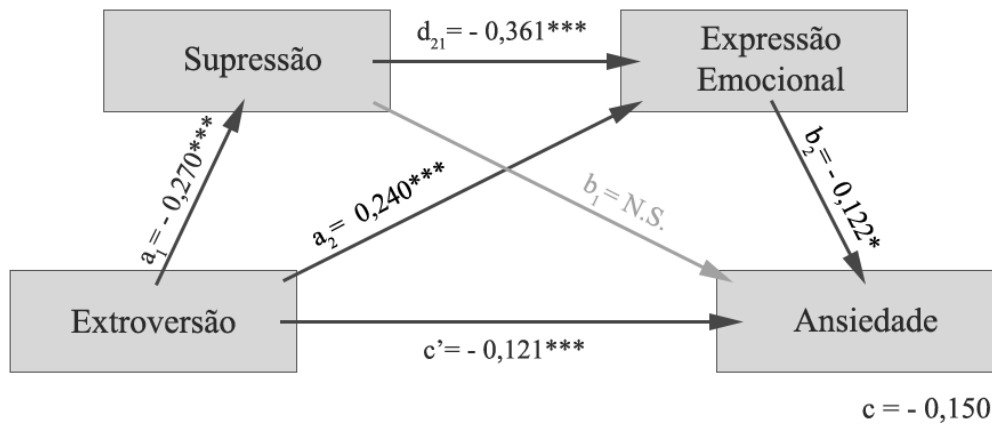 d21= - 0,361***
Supressão
Expressão
Emocional
a1= - 0,270***
a2= 0,240***
b1= N.S.
b2= - 0,122*
Extroversão
Ansiedade
c’= - 0,121***
c = - 0,150